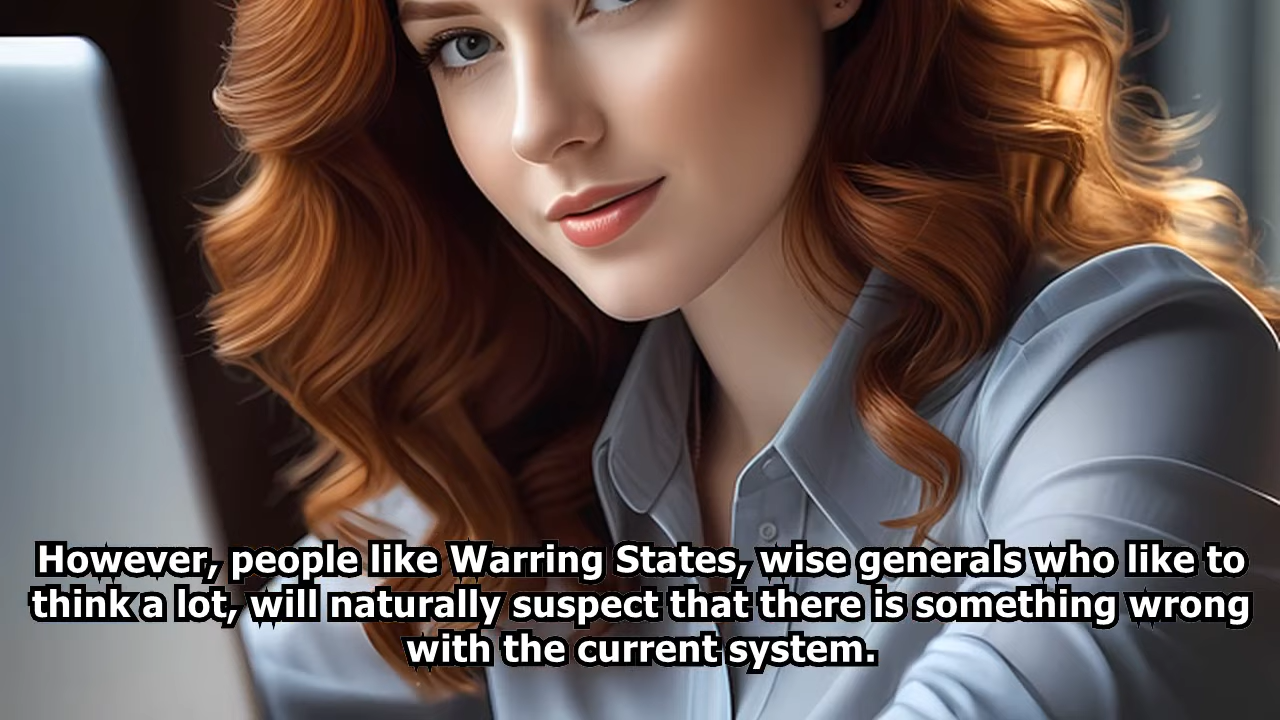 However, people like Warring States, wise generals who like to
think a lot, will naturally suspect that there is something wrong
with the current system.